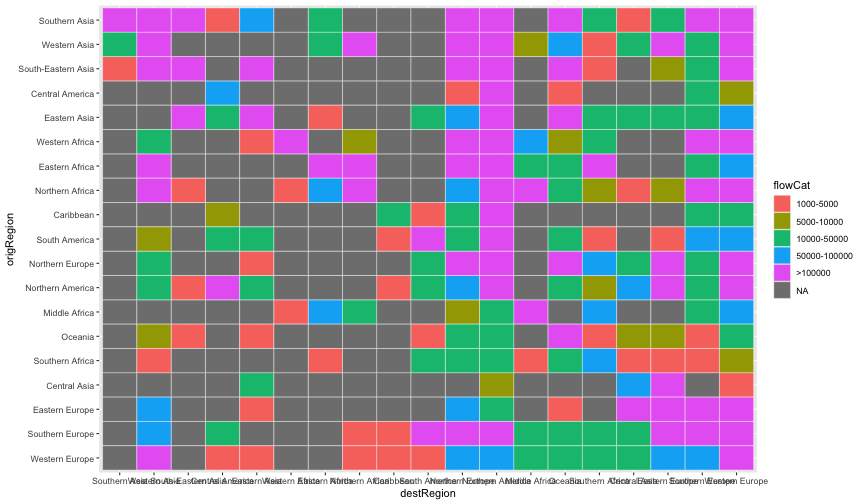 Southern Asia
Western Asia
South-Eastern Asia
Central America
Eastern Asia
Western Africa
Eastern Africa
Northern Africa
Caribbean
South America
Northern Europe
Northern America
Middle Africa
Oceania
Southern Africa
Central Asia
Eastern Europe
Southern Europe
Western Europe
origRegion
Southern Asia Western Asia South-Eastern Asia Central America Eastern Asia Western Africa Eastern Africa Northern Africa Caribbean South America Northern Europe Northern America Middle Africa Oceania Southern Africa Central Asia Eastern Europe Southern Europe Western Europe
destRegion
flowCat
1000-5000
5000-10000
10000-50000
50000-100000
>100000
NA